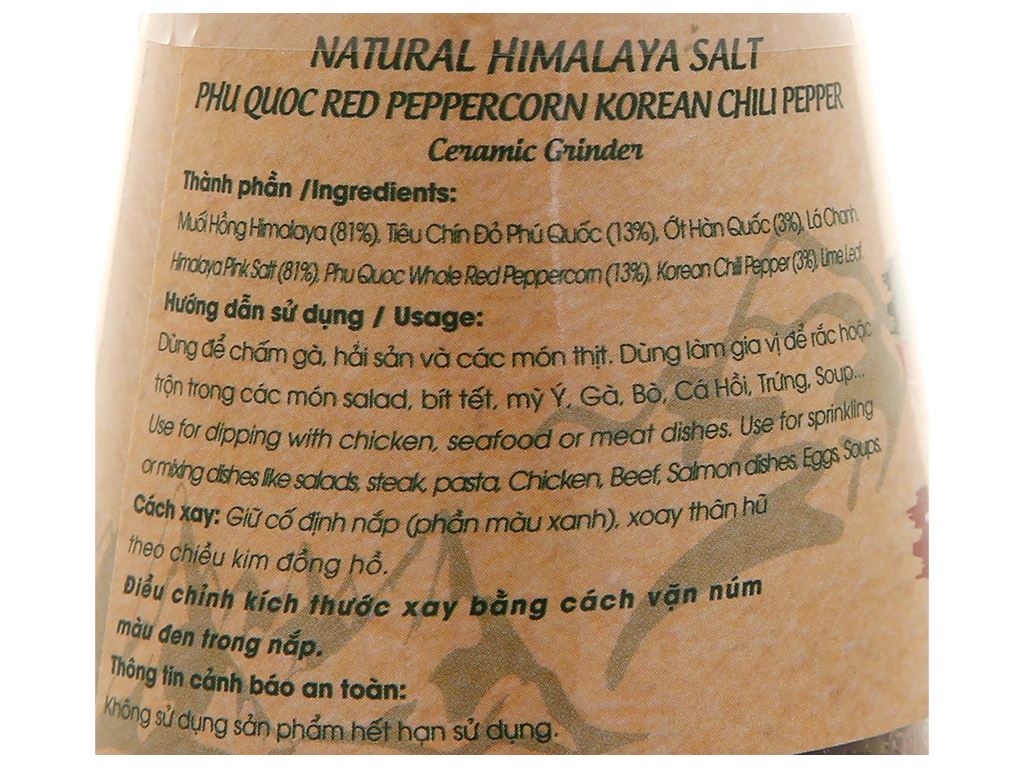 NATURAL HIMALAYA SALT
PHU QUOC RED PEPPERCORN KOREAN CHILI PEPPER
Ceramic Grinder
Thành phần /Ingredients:
Muối Hồng Himalaya (81%), Tiêu Chín Đỏ Phú Quốc (13%), Ớt Hàn Quốc (3%), Lá Chanh.
Himalaya Pink Salt (81%), Phu Quoc Whole Red Peppercorn (13%), Korean Chili Pepper (3%), Lime Leaf.
Hướng dẫn sử dụng / Usage:
Dùng để chấm gà, hải sản và các món thịt. Dùng làm gia vị để rắc hoặc
trộn trong các món salad, bít tết, mỳ Ý, Gà, Bò, Cá Hồi, Trứng, Soup...
Use for dipping with chicken, seafood or meat dishes. Use for sprinkling
or mixing dishes like salads, steak, pasta, Chicken, Beef, Salmon dishes, Eggs, Soups.
Cách xay: Giữ cố định nắp (phần màu xanh), xoay thân hũ
theo chiều kim đồng hồ.
Điều chỉnh kích thước xay bằng cách vặn núm
màu đen trong nắp.
Thông tin cảnh báo an toàn:
Không sử dụng sản phẩm hết hạn sử dụng.